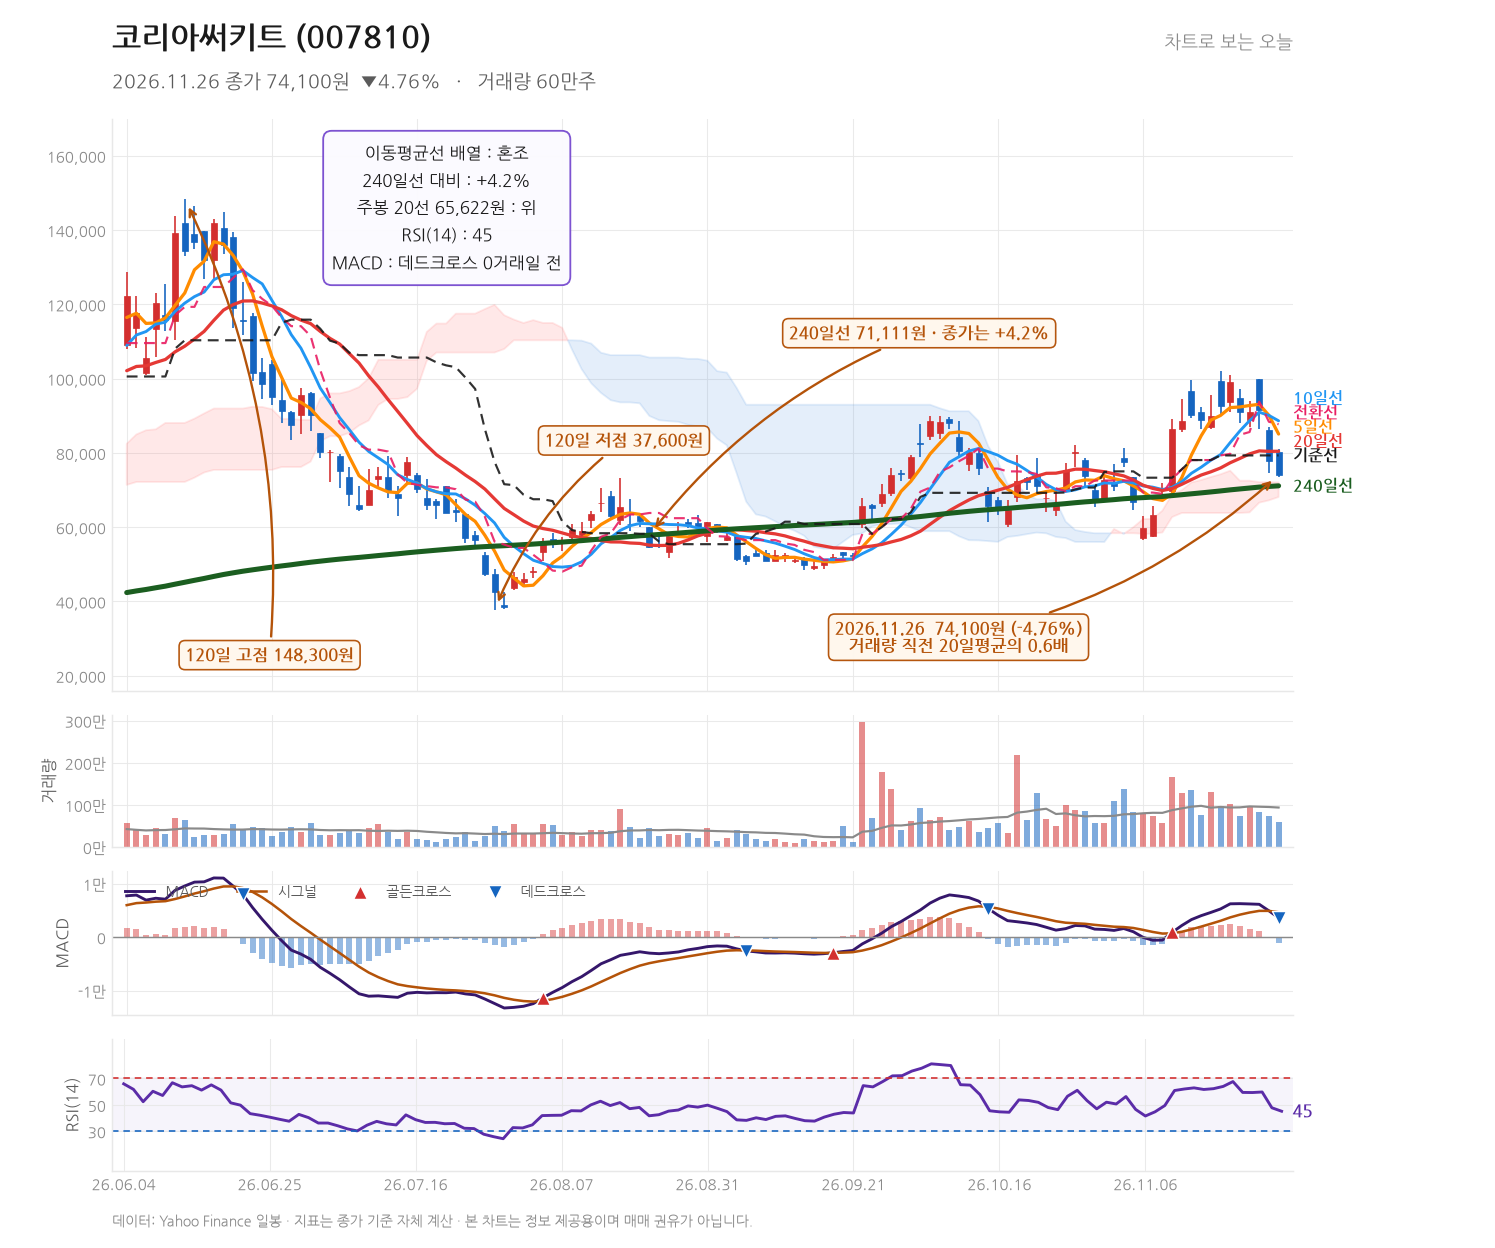 코리아써키트 (007810)
차트로 보는 오늘
2026.11.26 종가 74,100원 ▼4.76% · 거래량 60만주
이동평균선 배열 : 혼조
240일선 대비 : +4.2%
주봉 20선 65,622원 : 위
RSI(14) : 45
MACD : 데드크로스 0거래일 전
160,000
140,000
120,000
100,000
80,000
60,000
40,000
20,000
240일선 71,111원 · 종가는 +4.2%
120일 저점 37,600원
120일 고점 148,300원
2026.11.26 74,100원 (-4.76%)
거래량 직전 20일평균의 0.6배
10일선
전환선
5일선
20일선
기준선
240일선
거래량
300만
200만
100만
0만
MACD
1만
0
-1만
MACD 시그널 골든크로스 데드크로스
RSI(14)
70
50
30
45
26.06.04 26.06.25 26.07.16 26.08.07 26.08.31 26.09.21 26.10.16 26.11.06
데이터: Yahoo Finance 일봉 · 지표는 종가 기준 자체 계산 · 본 차트는 정보 제공용이며 매매 권유가 아닙니다.